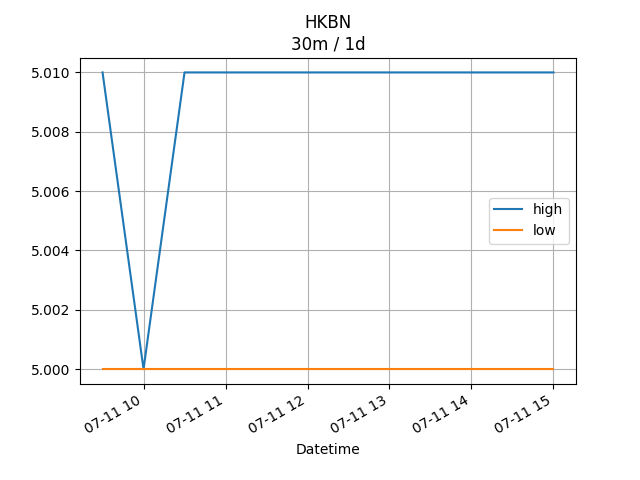 HKBN
30m / 1d
5.010
5.008
5.006
5.004
5.002
5.000
high
low
07-11 10
07-11 11
07-11 12
07-11 13
07-11 14
07-11 15
Datetime